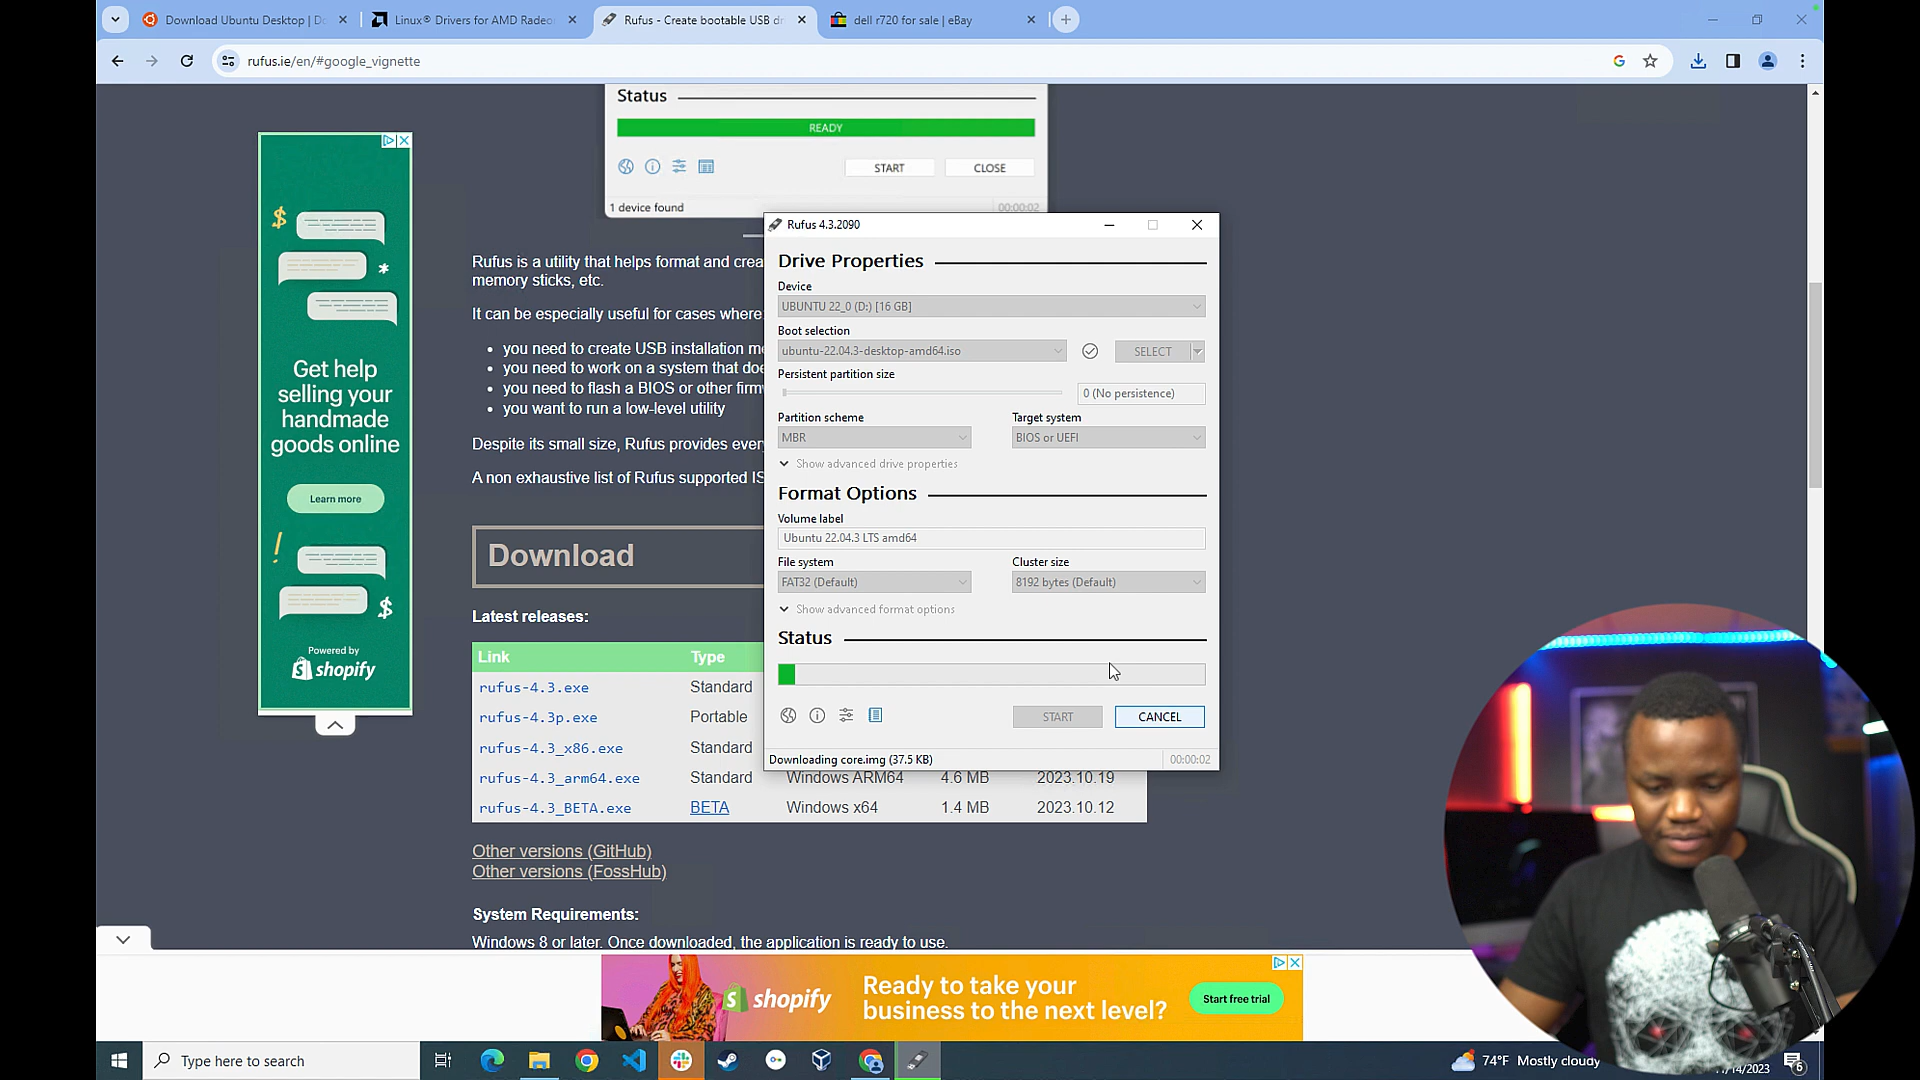 Download Ubuntu Desktop | Do
Linux® Drivers for AMD Radeo
Rufus - Create bootable USB dr
dell r720 for sale | eBay
rufus.ie/en/#google_vignette
Status
READY
START
CLOSE
1 device found
00:00:02
Rufus is a utility that helps format and crea
memory sticks, etc.
It can be especially useful for cases where
you need to create USB installation me
you need to work on a system that doe
you need to flash a BIOS or other firm
you want to run a low-level utility
Despite its small size, Rufus provides ever
A non exhaustive list of Rufus supported IS
Download
Latest releases:
Link Type
rufus-4.3.exe Standard
rufus-4.3p.exe Portable
rufus-4.3_x86.exe Standard
rufus-4.3_arm64.exe Standard Windows ARM64 4.6 MB 2023.10.19
rufus-4.3_BETA.exe BETA Windows x64 1.4 MB 2023.10.12
Other versions (GitHub)
Other versions (FossHub)
System Requirements:
Windows 8 or later. Once downloaded, the application is ready to use.
Get help
selling your
handmade
goods online
Learn more
Powered by
shopify
Rufus 4.3.2090
Drive Properties
Device
UBUNTU 22_0 (D:) [16 GB]
Boot selection
ubuntu-22.04.3-desktop-amd64.iso
SELECT
Persistent partition size
0 (No persistence)
Partition scheme
Target system
MBR
BIOS or UEFI
Show advanced drive properties
Format Options
Volume label
Ubuntu 22.04.3 LTS amd64
File system
Cluster size
FAT32 (Default)
8192 bytes (Default)
Show advanced format options
Status
START
CANCEL
Downloading core.img (37.5 KB)
00:00:02
shopify
Ready to take your
business to the next level?
Start free trial
Type here to search
74°F Mostly cloudy
/14/2023
6